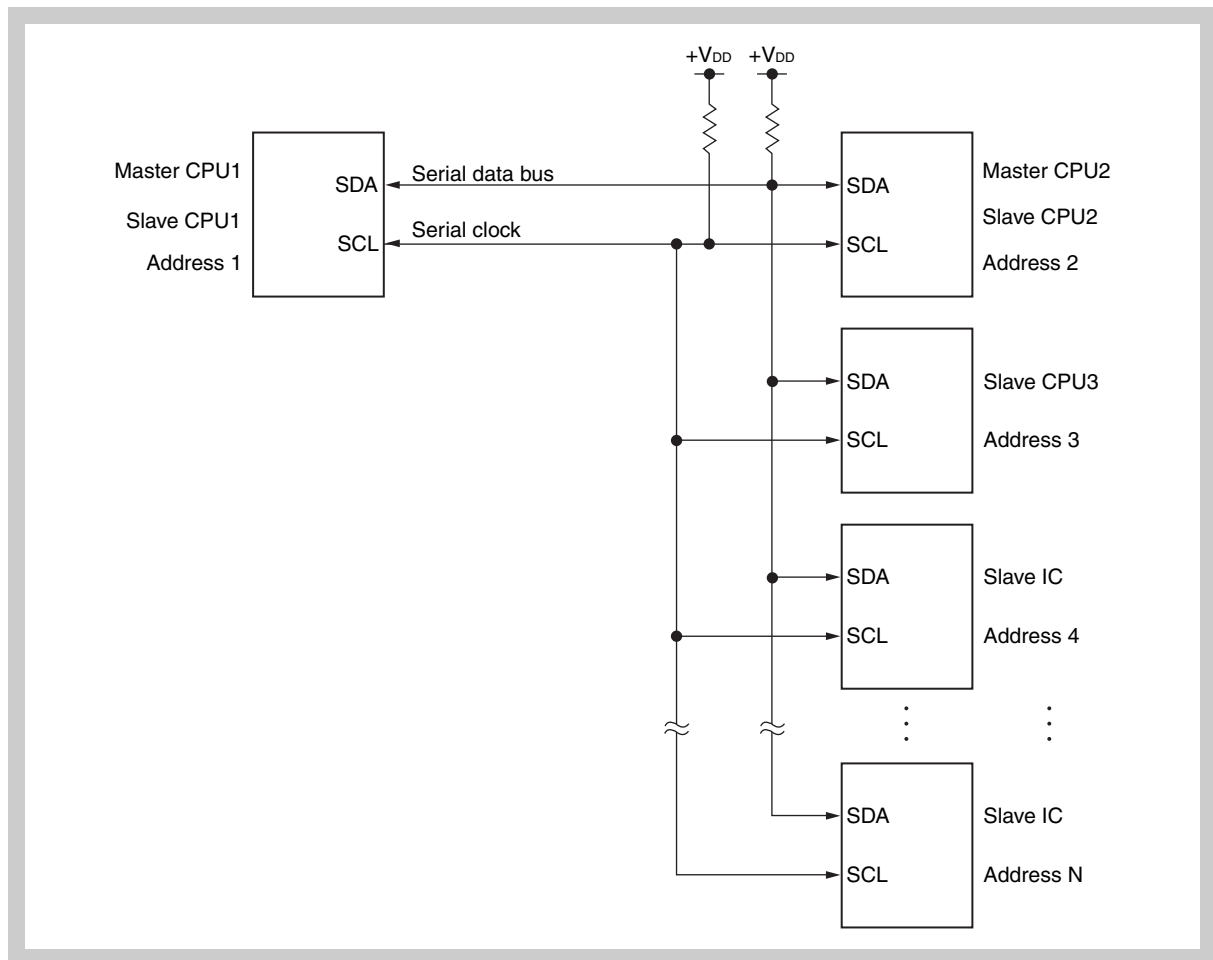 +VDD +VDD
Master CPU1
Slave CPU1
Address 1
SDA
SCL
Serial data bus
Serial clock
SDA
SCL
Master CPU2
Slave CPU2
Address 2
SDA
SCL
Slave CPU3
Address 3
SDA
SCL
Slave IC
Address 4
SDA
SCL
Slave IC
Address N